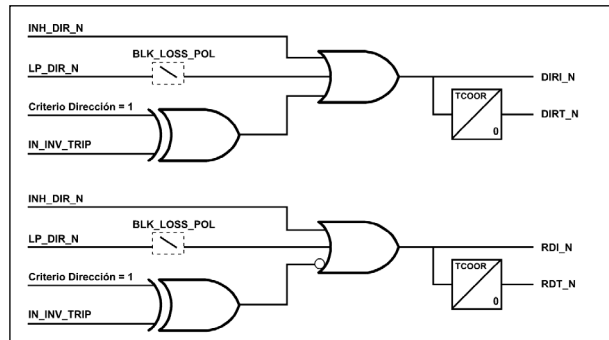 INH_DIR_N
BLK_LOSS_POL
LP_DIR_N
DIRI_N
Criterio Dirección = 1
TCOOR
0
DIRT_N
IN_INV_TRIP
INH_DIR_N
BLK_LOSS_POL
LP_DIR_N
RDI_N
Criterio Dirección = 1
TCOOR
0
RDT_N
IN_INV_TRIP